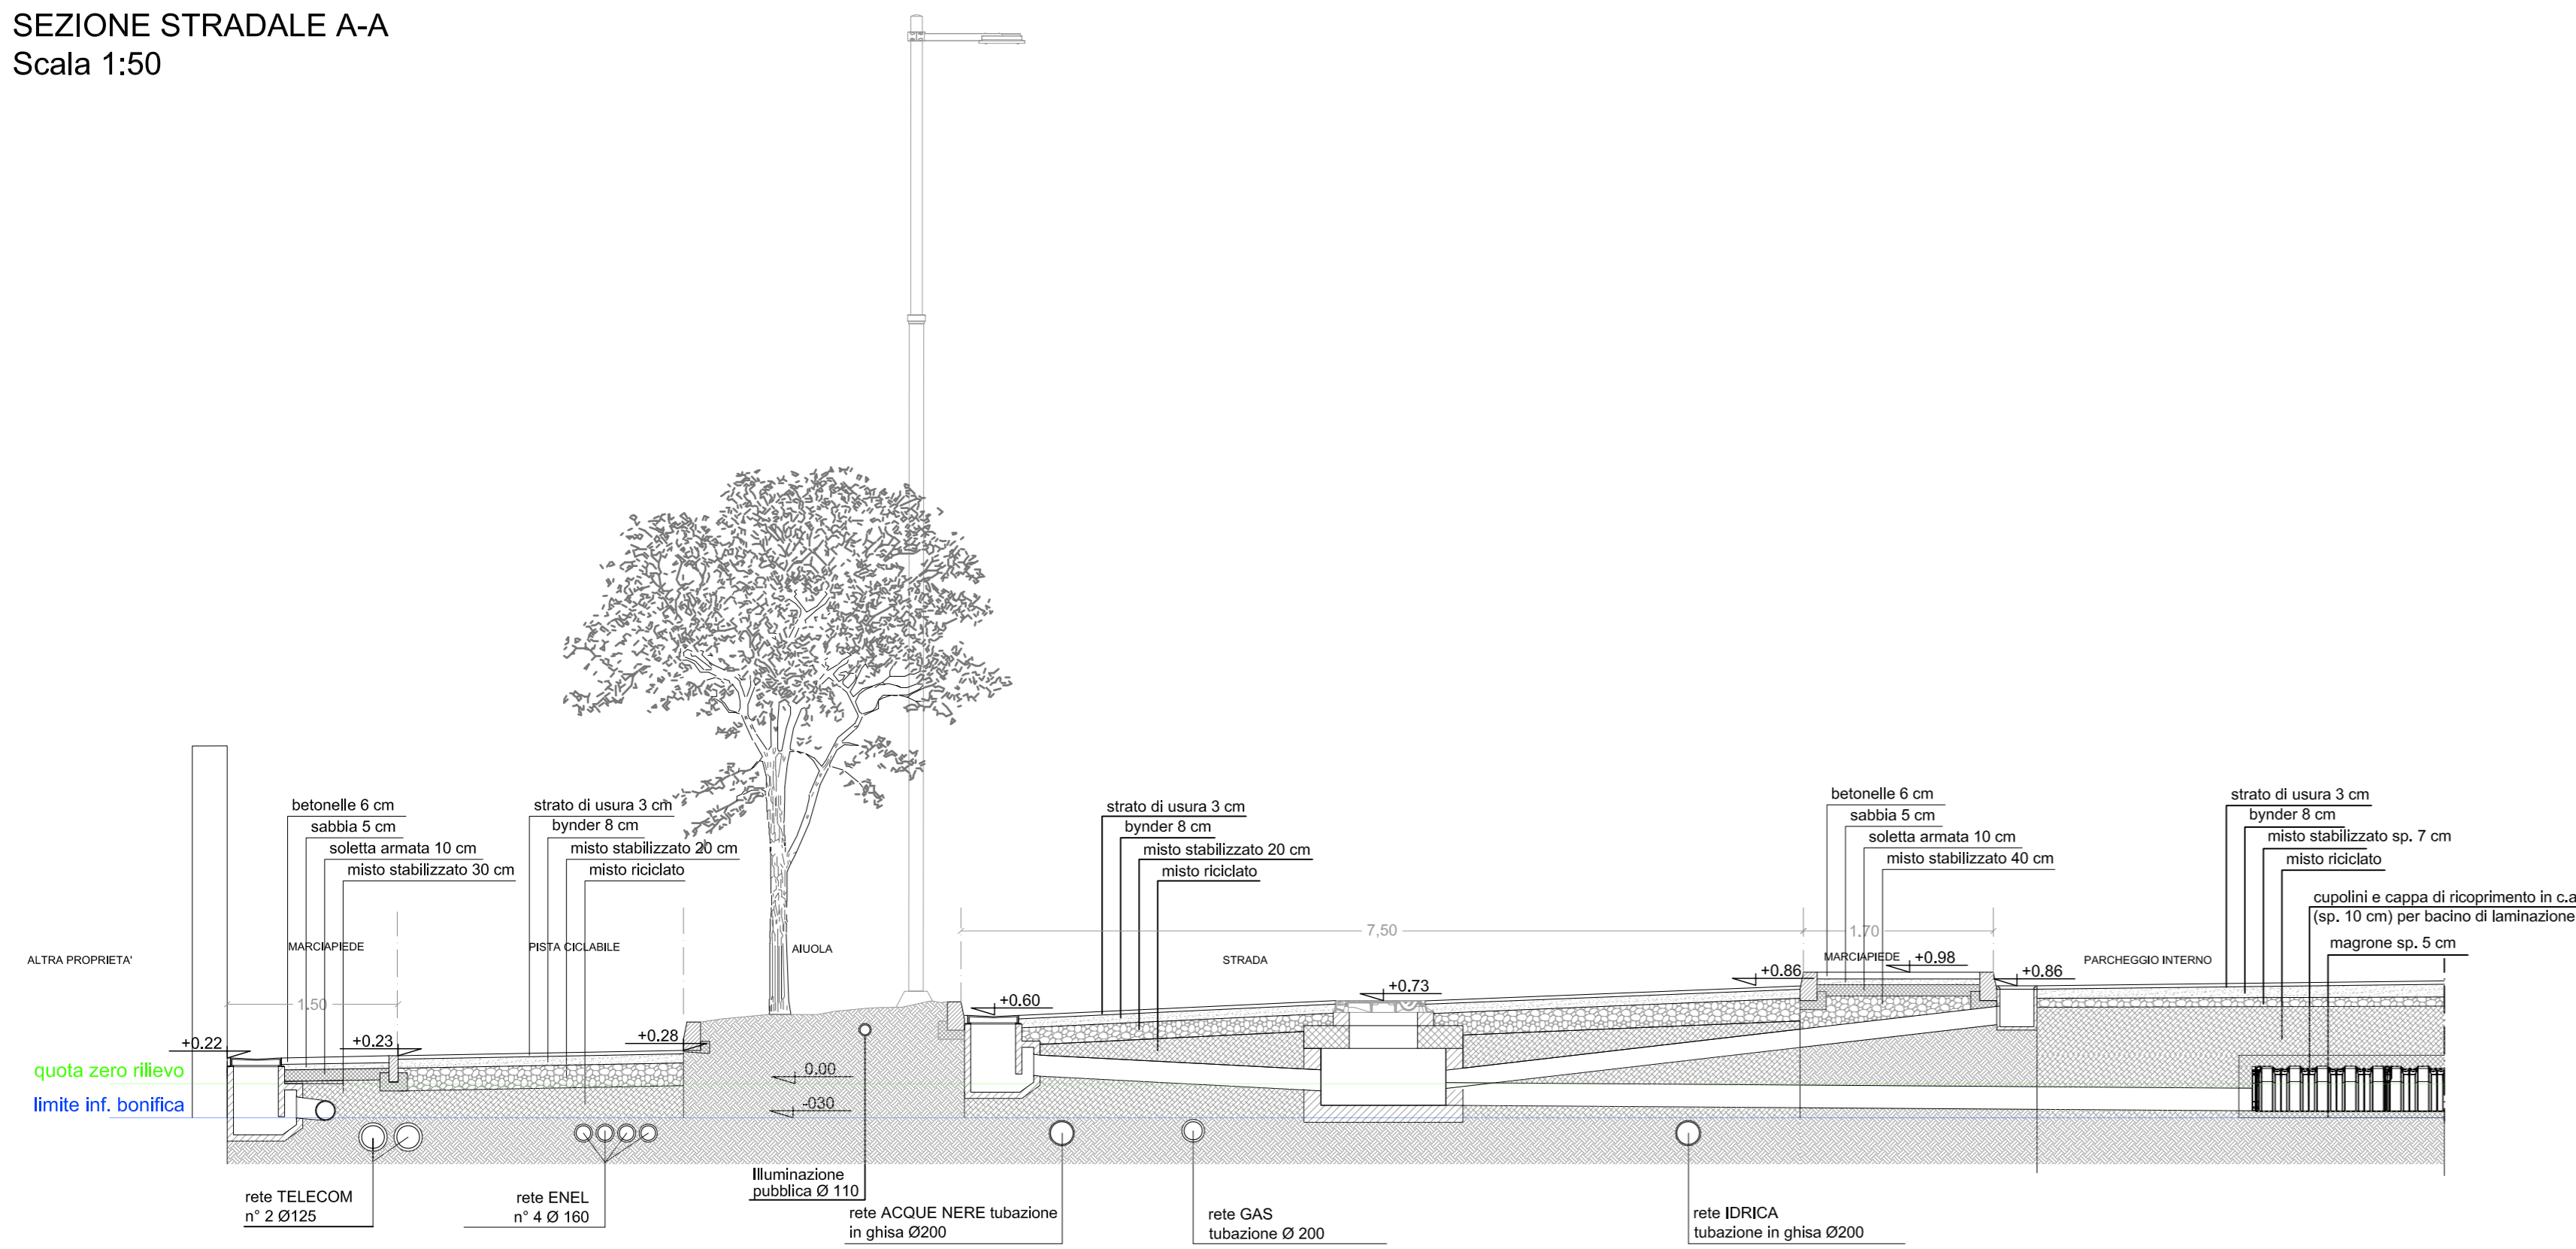 SEZIONE STRADALE A-A
Scala 1:50
betonelle 6 cm
sabbia 5 cm
soletta armata 10 cm
misto stabilizzato 30 cm
strato di usura 3 cm
bynder 8 cm
misto stabilizzato 20 cm
misto riciclato
strato di usura 3 cm
bynder 8 cm
misto stabilizzato 20 cm
misto riciclato
betonelle 6 cm
sabbia 5 cm
soletta armata 10 cm
misto stabilizzato 40 cm
strato di usura 3 cm
bynder 8 cm
misto stabilizzato sp. 7 cm
misto riciclato
cupolini e cappa di ricoprimento in c.a
(sp. 10 cm) per bacino di laminazione
magrone sp. 5 cm
7,50
1.70
ALTRA PROPRIETA'
MARCIAPIEDE
PISTA CICLABILE
AIUOLA
STRADA
MARCIAPIEDE
PARCHEGGIO INTERNO
1.50
+0.22
+0.23
+0.28
+0.60
+0.73
+0.86
+0.98
+0.86
quota zero rilievo
0.00
limite inf. bonifica
-030
rete TELECOM
n° 2 Ø125
rete ENEL
n° 4 Ø 160
Illuminazione
pubblica Ø 110
rete ACQUE NERE tubazione
in ghisa Ø200
rete GAS
tubazione Ø 200
rete IDRICA
tubazione in ghisa Ø200